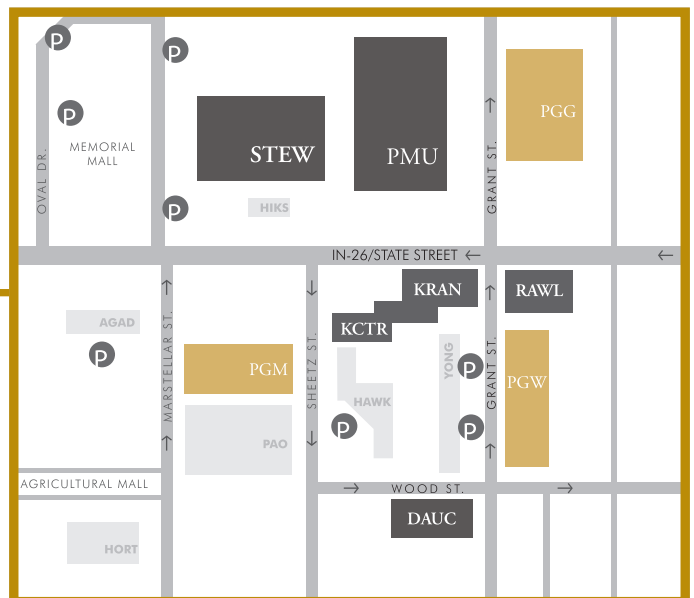 P
P
P
MEMORIAL
MALL
OVAL DR.
STEW
PMU
PGG
GRANT ST.
HIKS
P
IN-26/STATE STREET
KRAN
RAWL
KCTR
AGAD
P
MARSTELLAR ST.
PGM
SHEETZ ST.
YONG
P
GRANT ST.
PGW
HAWK
P
P
PAO
AGRICULTURAL MALL
WOOD ST.
DAUC
HORT